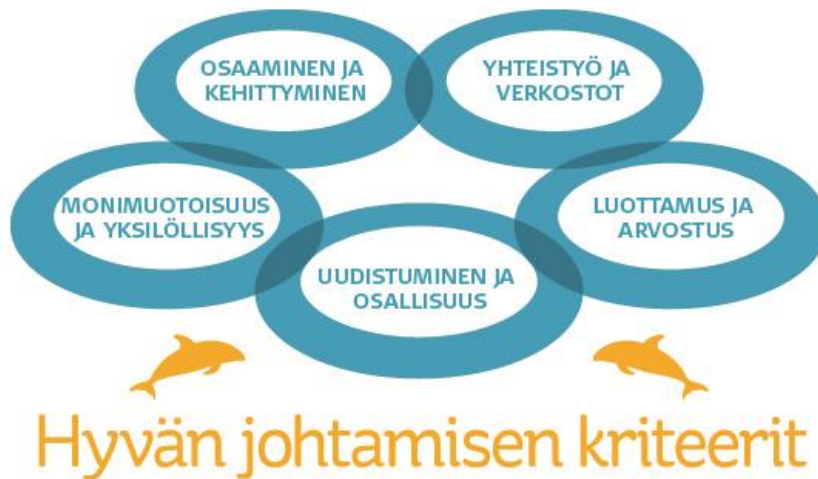 OSAAMINEN JA
KEHITTYMINEN
YHTEISTYÖ JA
VERKOSTOT
MONIMUOTOISUUS
JA YKSILÖLLISYYS
LUOTTAMUS JA
ARVOSTUS
UUDISTUMINEN JA
OSALLISUUS
Hyvän johtamisen kriteerit